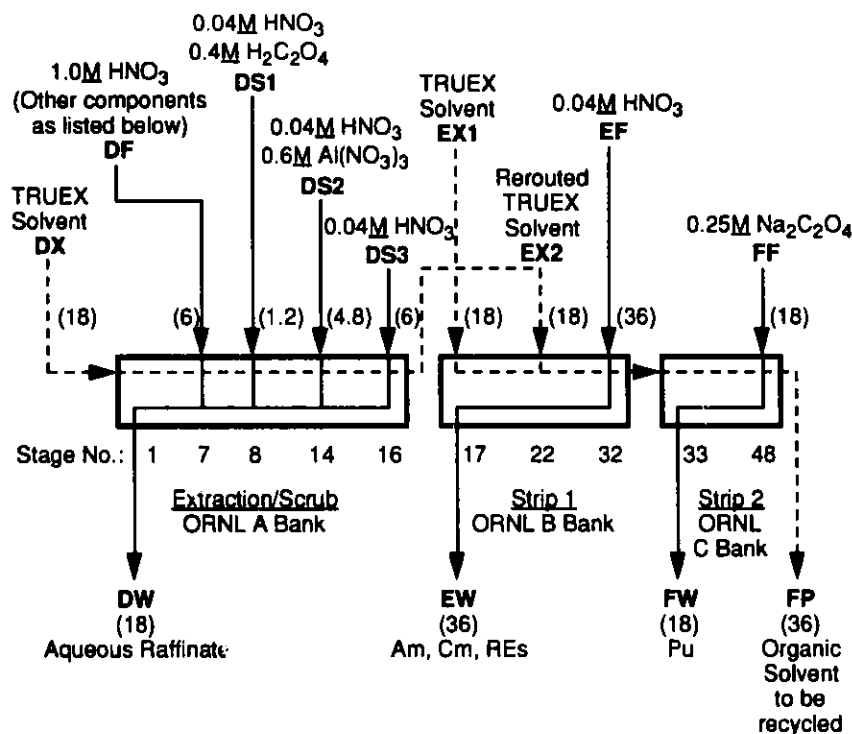 0.04M HNO3
0.4M H2C2O4
DS1
1.0M HNO3
(Other components
as listed below)
DF
TRUEX
Solvent
DX
0.04M HNO3
0.6M Al(NO3)3
DS2
0.04M HNO3
DS3
TRUEX
Solvent
EX1
Rerouted
TRUEX
Solvent
EX2
0.04M HNO3
EF
0.25M Na2C2O4
FF
(18) (6) (1.2) (4.8) (6) (18) (18) (36) (18)
Stage No.: 1 7 8 14 16 17 22 32 33 48
Extraction/Scrub
ORNL A Bank
Strip 1
ORNL B Bank
Strip 2
ORNL
C Bank
DW
(18)
Aqueous Raffinate
EW
(36)
Am, Cm, REs
FW
(18)
Pu
FP
(36)
Organic
Solvent
to be
recycled